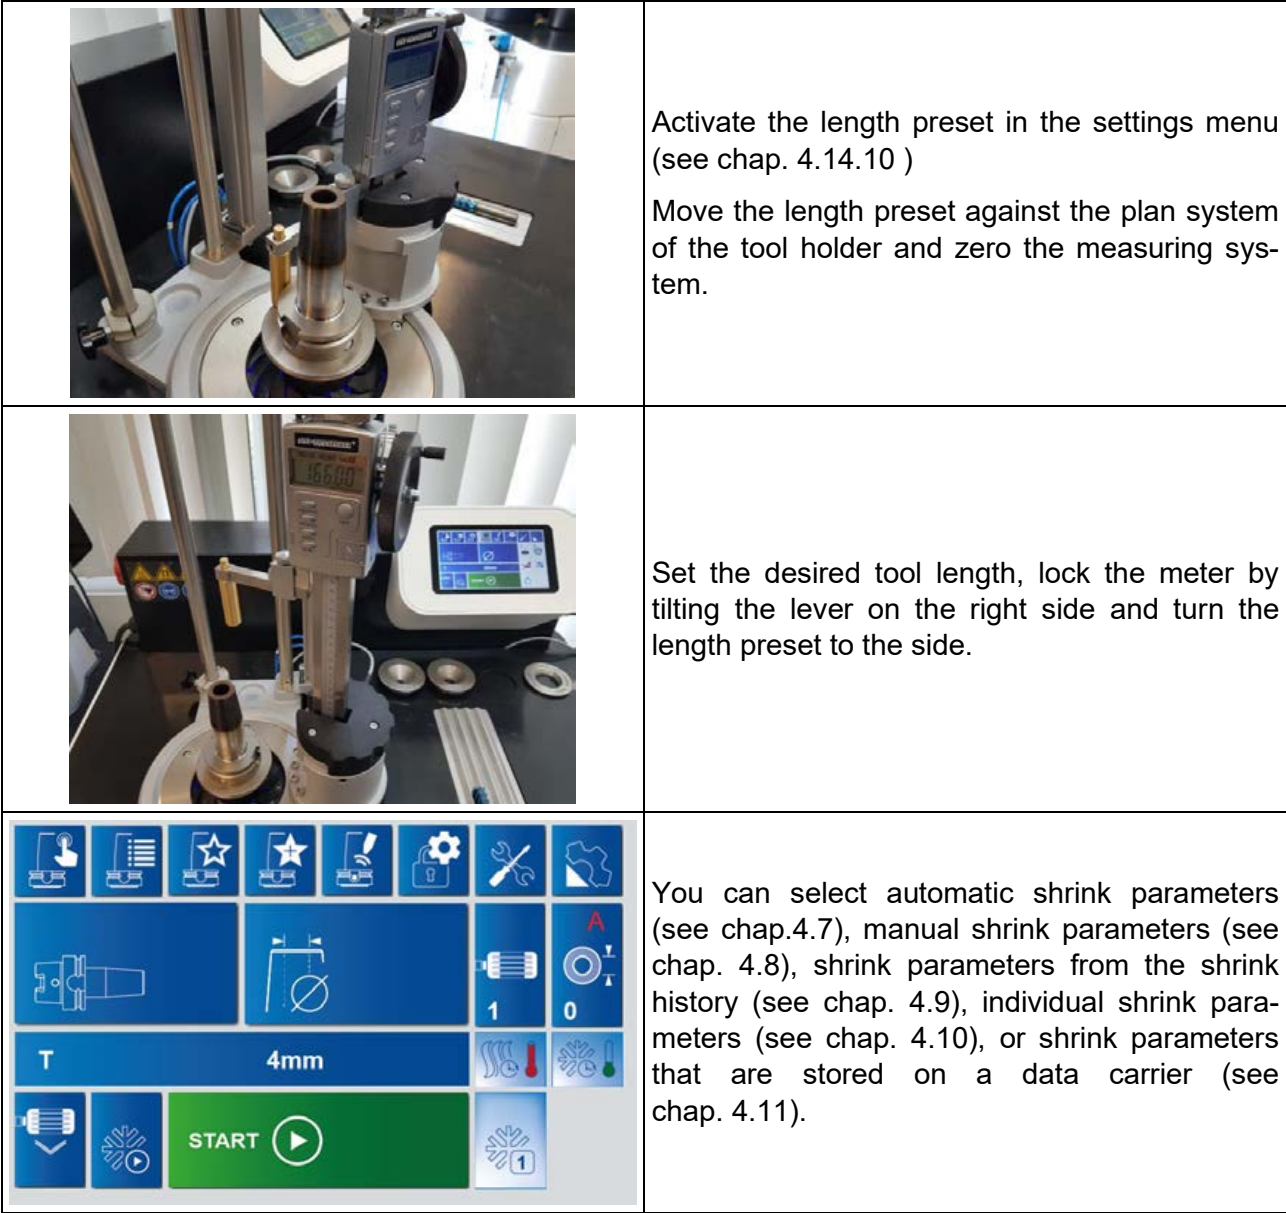 Activate the length preset in the settings menu
(see chap. 4.14.10 )
Move the length preset against the plan system
of the tool holder and zero the measuring sys-
tem.
16600
Set the desired tool length, lock the meter by
tilting the lever on the right side and turn the
length preset to the side.
A
1
0
T 4mm
START
1
You can select automatic shrink parameters
(see chap.4.7), manual shrink parameters (see
chap. 4.8), shrink parameters from the shrink
history (see chap. 4.9), individual shrink para-
meters (see chap. 4.10), or shrink parameters
that are stored on a data carrier (see
chap. 4.11).